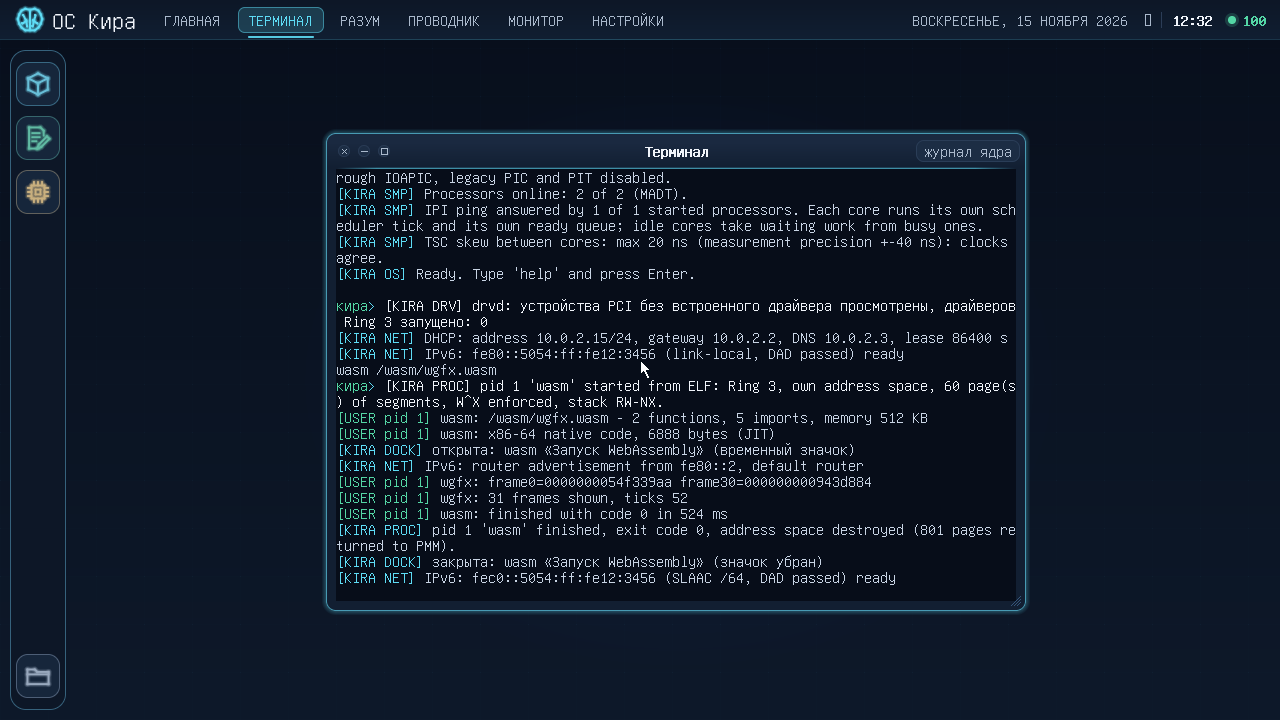 ОС Кира
ГЛАВНАЯ
ТЕРМИНАЛ
РАЗУМ
ПРОВОДНИК
МОНИТОР
НАСТРОЙКИ
ВОСКРЕСЕНЬЕ, 15 НОЯБРЯ 2026
12:32
100
Терминал
журнал ядра
rough IOAPIC, legacy PIC and PIT disabled.
[KIRA SMP] Processors online: 2 of 2 (MADT).
[KIRA SMP] IPI ping answered by 1 of 1 started processors. Each core runs its own sch
eduler tick and its own ready queue; idle cores take waiting work from busy ones.
[KIRA SMP] TSC skew between cores: max 20 ns (measurement precision +-40 ns): clocks
agree.
[KIRA OS] Ready. Type 'help' and press Enter.
кира> [KIRA DRV] drvd: устройства PCI без встроенного драйвера просмотрены, драйверов
Ring 3 запущено: 0
[KIRA NET] DHCP: address 10.0.2.15/24, gateway 10.0.2.2, DNS 10.0.2.3, lease 86400 s
[KIRA NET] IPv6: fe80::5054:ff:fe12:3456 (link-local, DAD passed) ready
wasm /wasm/wgfx.wasm
кира> [KIRA PROC] pid 1 'wasm' started from ELF: Ring 3, own address space, 60 page(s
) of segments, W^X enforced, stack RW-NX.
[USER pid 1] wasm: /wasm/wgfx.wasm - 2 functions, 5 imports, memory 512 KB
[USER pid 1] wasm: x86-64 native code, 6888 bytes (JIT)
[KIRA DOCK] открыта: wasm «Запуск WebAssembly» (временный значок)
[KIRA NET] IPv6: router advertisement from fe80::2, default router
[USER pid 1] wgfx: frame0=0000000054f339aa frame30=000000000943d884
[USER pid 1] wgfx: 31 frames shown, ticks 52
[USER pid 1] wasm: finished with code 0 in 524 ms
[KIRA PROC] pid 1 'wasm' finished, exit code 0, address space destroyed (801 pages re
turned to PMM).
[KIRA DOCK] закрыта: wasm «Запуск WebAssembly» (значок убран)
[KIRA NET] IPv6: fec0::5054:ff:fe12:3456 (SLAAC /64, DAD passed) ready